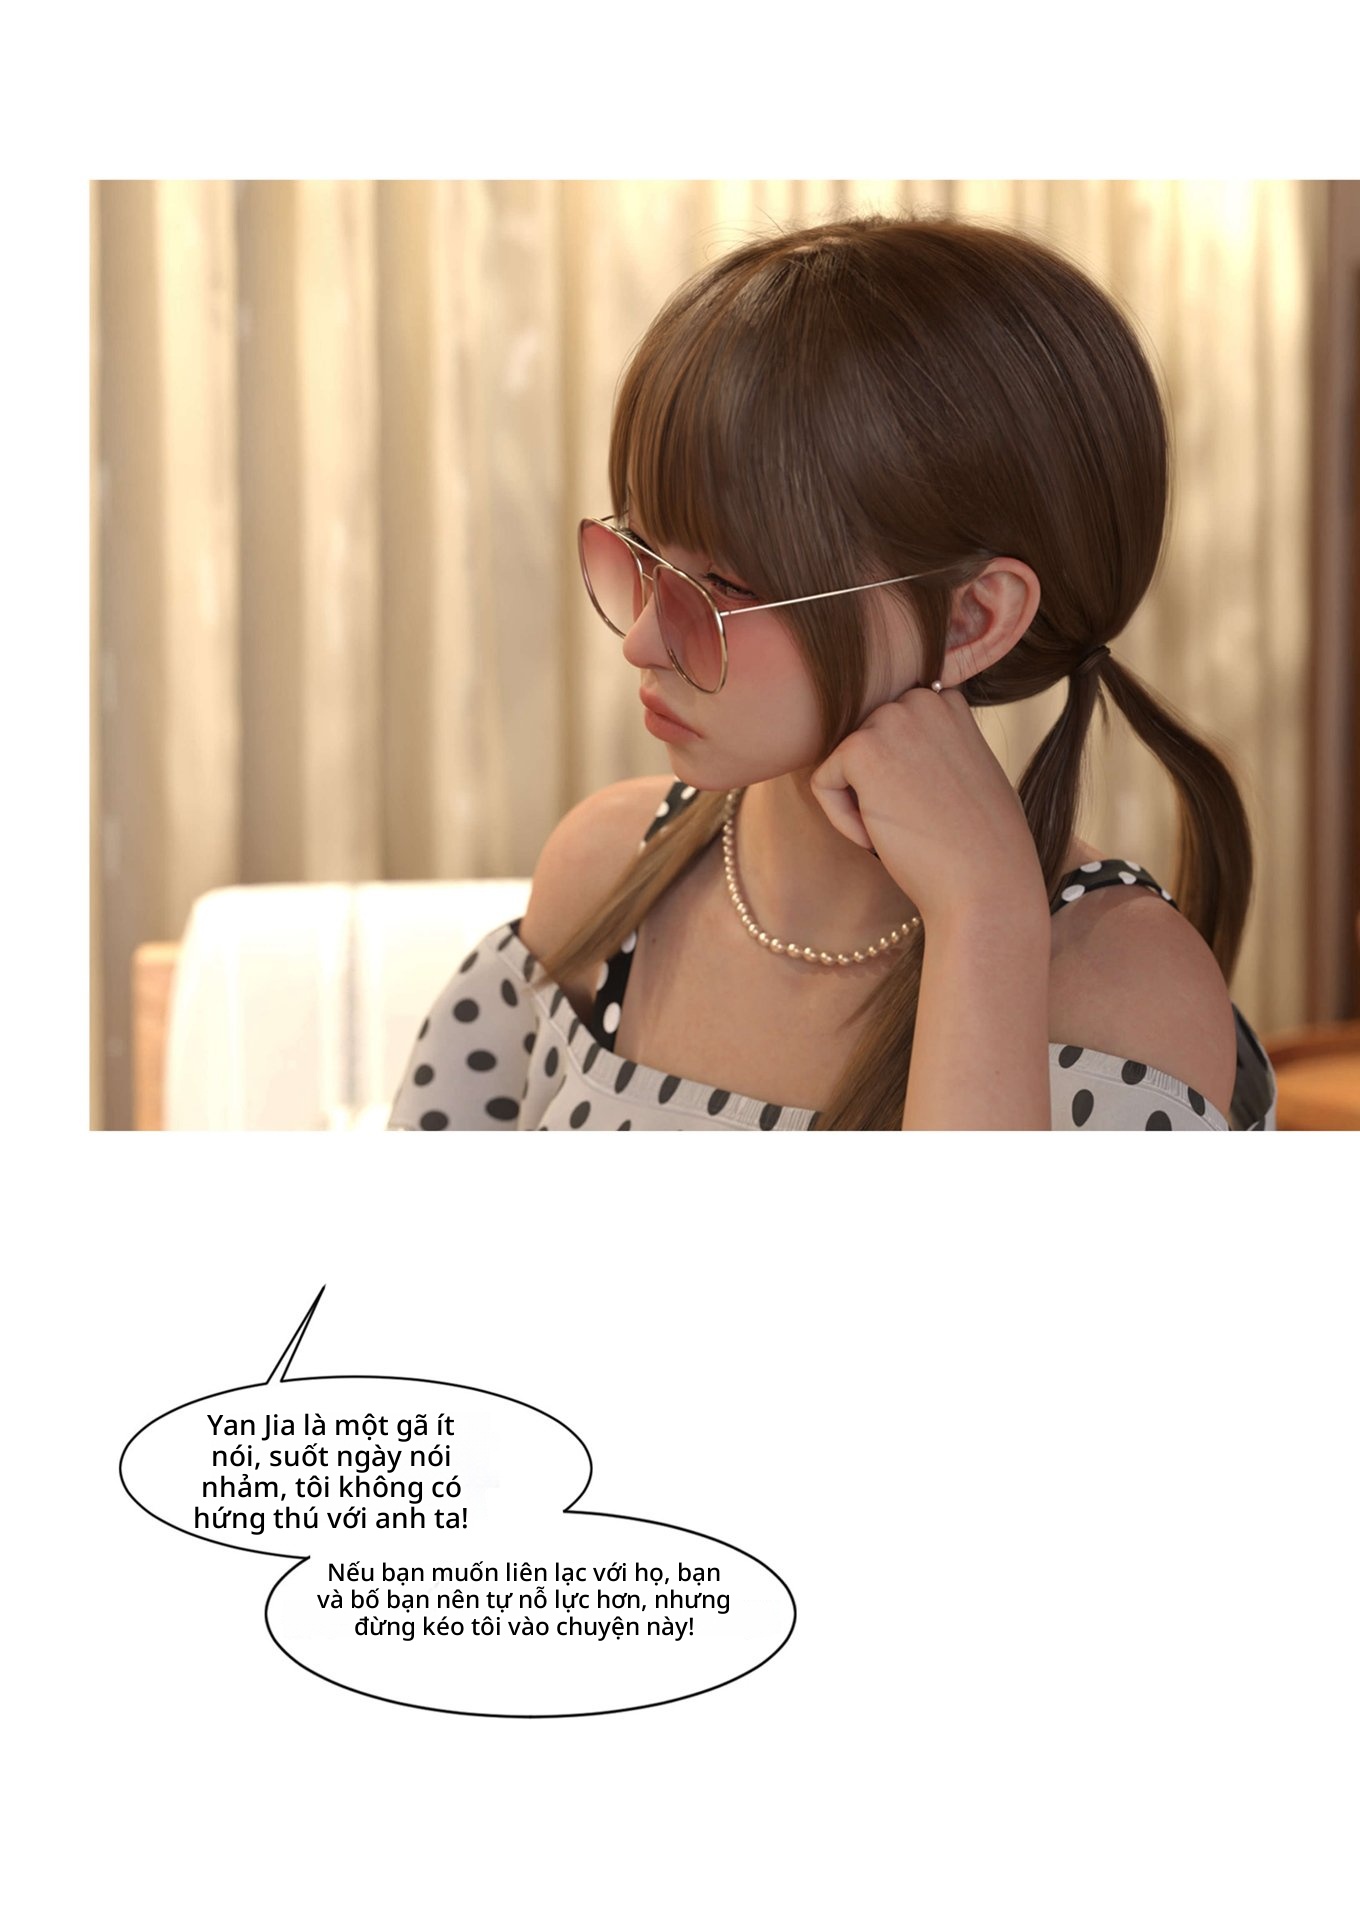 Yan Jia là một gã ít
nói, suốt ngày nói
nhảm, tôi không có
hứng thú với anh ta!
Nếu bạn muốn liên lạc với họ, bạn
và bố bạn nên tự nỗ lực hơn, nhưng
đừng kéo tôi vào chuyện này!